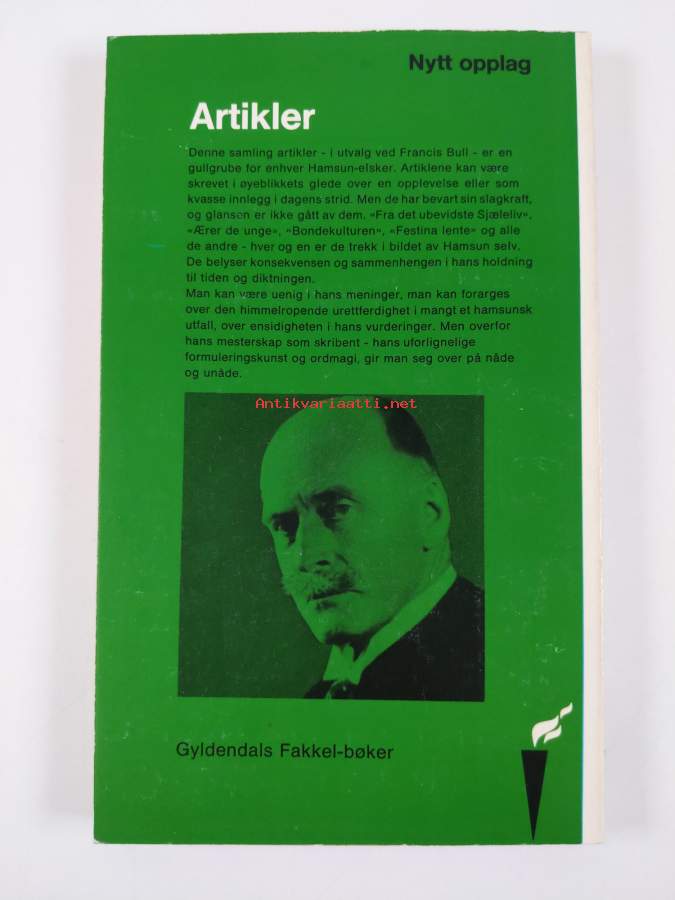 Nytt opplag
Artikler
Denne samling artikler - i utvalg ved Francis Bull - er en
gullgrube for enhver Hamsun-elsker. Artiklene kan være
skrevet i øyeblikkets glede over en opplevelse eller som
kvasse innlegg i dagens strid. Men de har bevart sin slagkraft,
og glansen er ikke gått av dem. «Fra det ubevidste Sjæleliv»,
«Ærer de unge», «Bondekulturen», «Festina lente» og alle
de andre - hver og en er de trekk i bildet av Hamsun selv.
De belyser konsekvensen og sammenhengen i hans holdning
til tiden og diktningen.
Man kan være uenig i hans meninger, man kan forarges
over den himmelropende urettferdighet i mangt et hamsunsk
utfall, over ensidigheten i hans vurderinger. Men overfor
hans mesterskap som skribent - hans uforlignelige
formuleringskunst og ordmagi, gir man seg over på nåde
og unåde.
Antikvariaatti.net
Gyldendals Fakkel-bøker